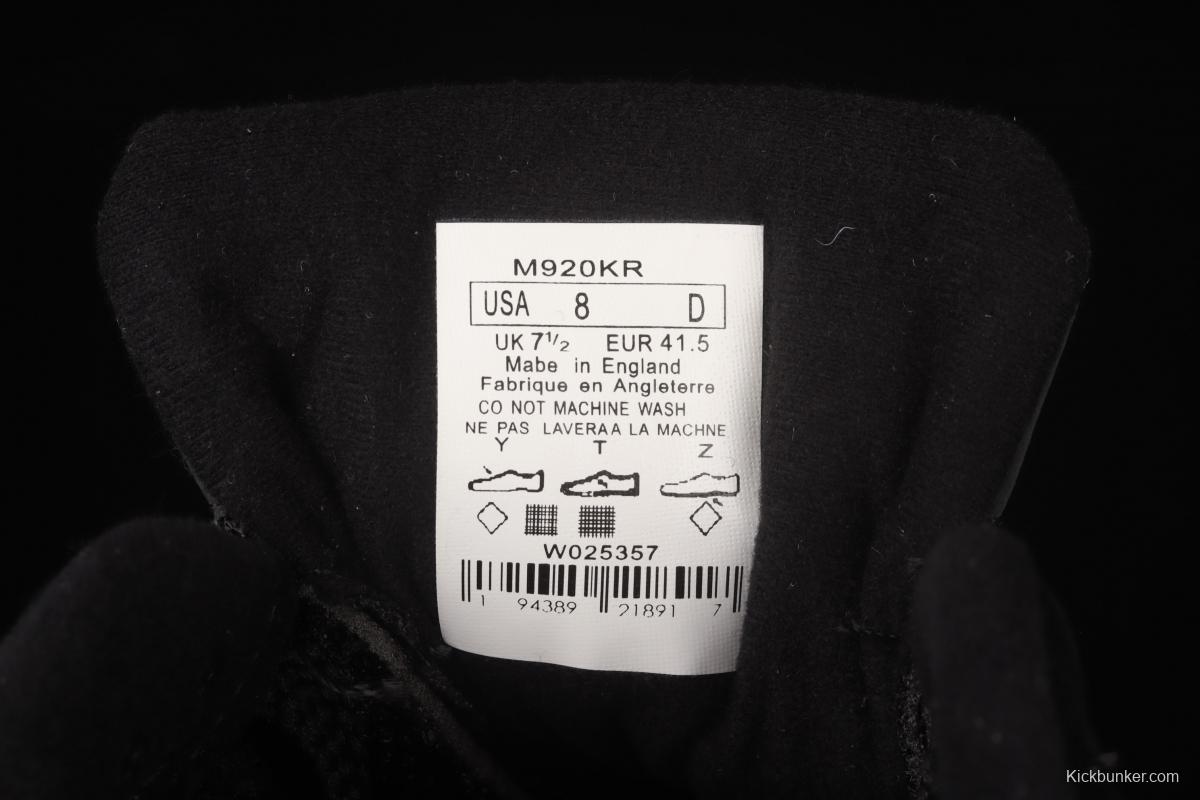 M920KR
USA 8 D
UK 7½ EUR 41.5
Mabe in England
Fabrique en Angleterre
CO NOT MACHINE WASH
NE PAS LAVERAA LA MACHNE
Y T Z
W025357
1 94389 21891 7
Kickbunker.com